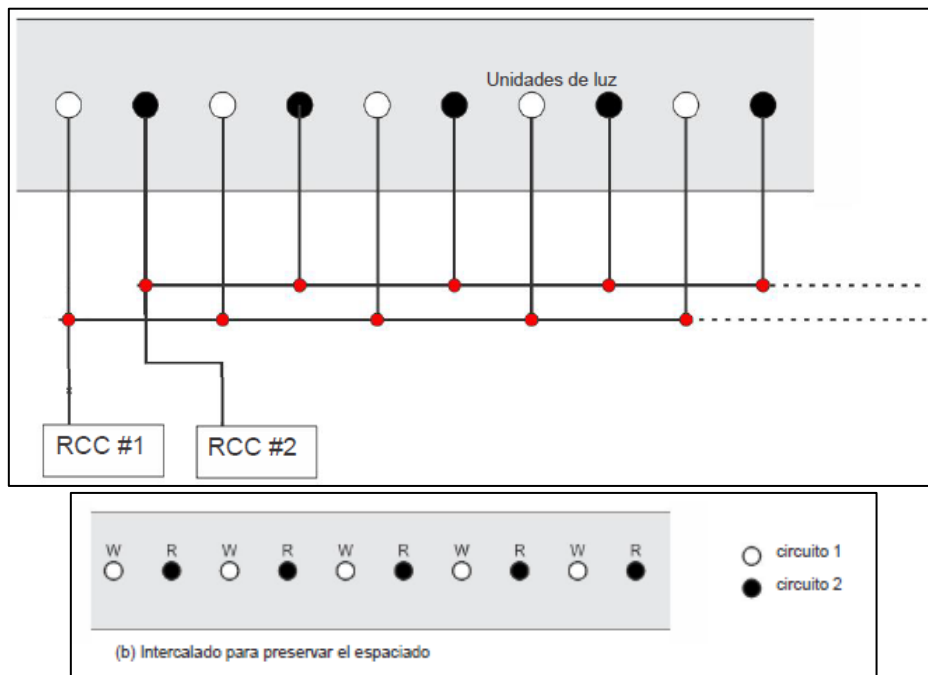 Unidades de luz
RCC #1
RCC #2
W R W R W R W R W R
circuito 1
circuito 2
(b) Intercalado para preservar el espaciado